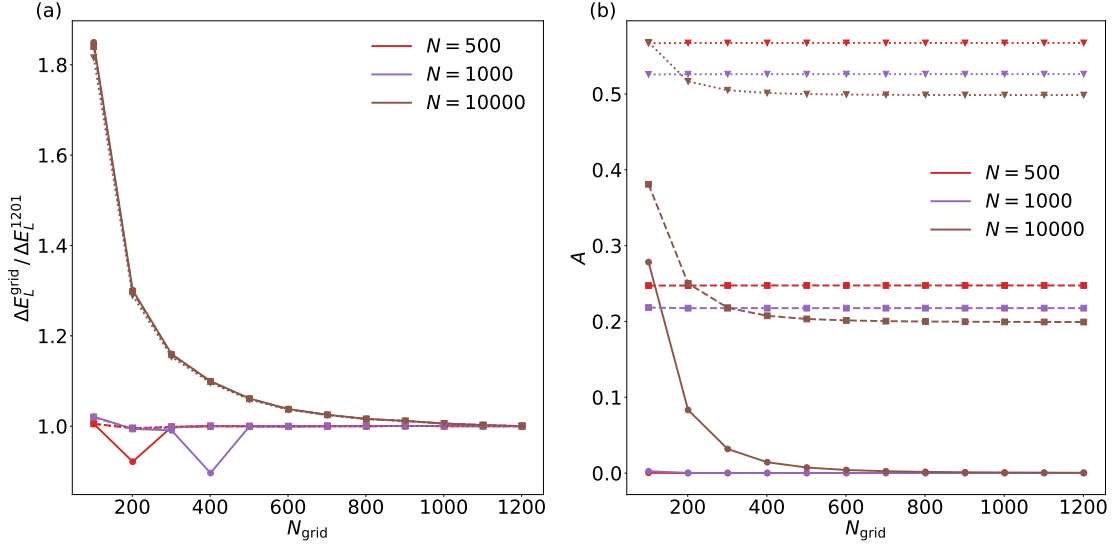 (a)
1.8
1.6
1.4
1.2
1.0
ΔE_L^grid / ΔE_L^1201
N = 500
N = 1000
N = 10000
200 400 600 800 1000 1200
N_grid
(b)
0.5
0.4
0.3
0.2
0.1
0.0
A
N = 500
N = 1000
N = 10000
200 400 600 800 1000 1200
N_grid